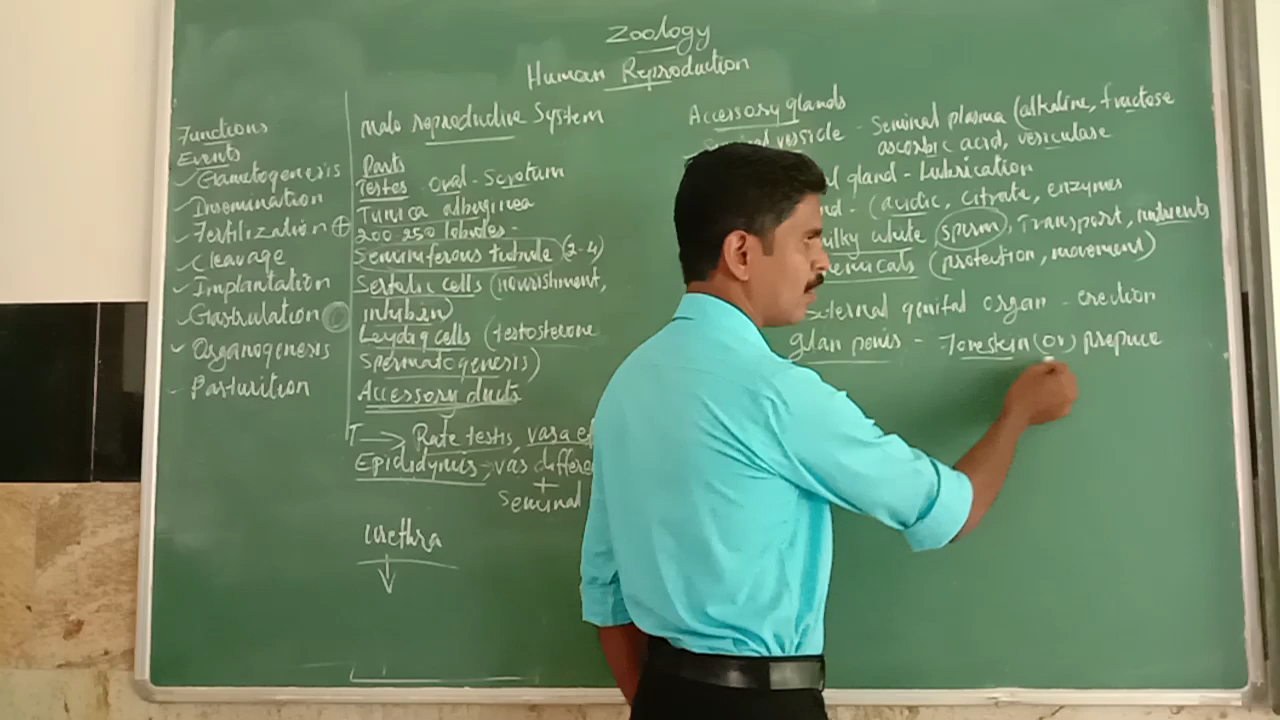 Zoology
Human Reproduction
Functions
Events
Gametogenesis
Insemination
Fertilization
Cleavage
Implantation
Gastrulation
Organogenesis
Parturition
Male reproductive System
Parts
Testes oval - Scrotum
Tunica albuginea
200-250 lobules -
Seminiferous tubule (2-4)
Sertolic cells (nourishment,
inhibin)
Leydig cells (testosterone
Spermatogenesis)
Accessory ducts
T → Rate testis, vasa ef
Epididymis → vas differe
+
Seminal
urethra
Accessory glands
vessicle - Seminal plasma (alkaline, fructose
ascorbic acid, vesiculase
gland - Lubrication
- (acidic, citrate, enzymes
milky white, sperm, Transport, nutrients
chemicals (protection, movement)
External genital organ - erection
glan penis - Foreskin (or) prepuce